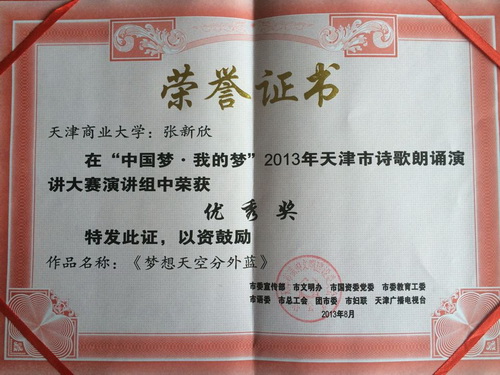 荣誉证书
天津商业大学：张新欣
在“中国梦·我的梦”2013年天津市诗歌朗诵演
讲大赛演讲组中荣获
优秀奖
特发此证，以资鼓励
作品名称：《梦想天空分外蓝》
市委宣传部 市文明办 市国资委党委 市委教育工委
市语委 市总工会 团市委 市妇联 天津广播电视台
2013年8月